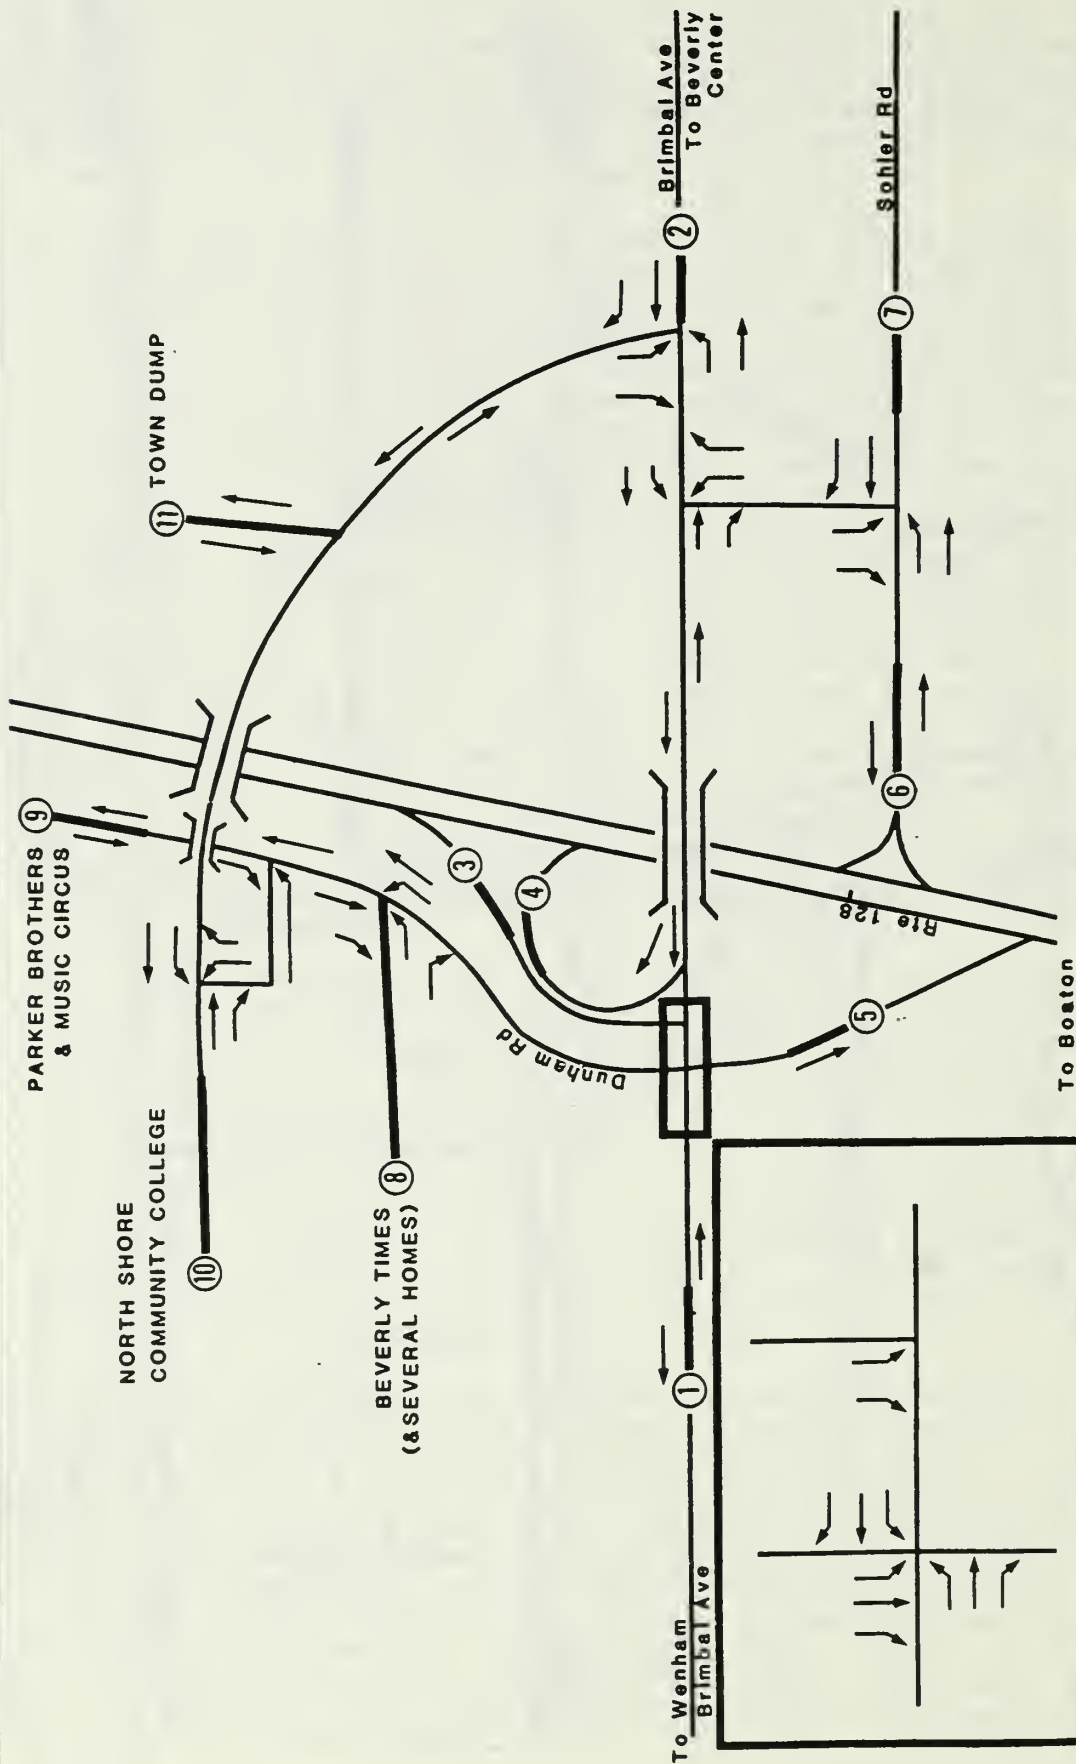 PARKER BROTHERS
& MUSIC CIRCUS
9
11 TOWN DUMP
NORTH SHORE
COMMUNITY COLLEGE
10
BEVERLY TIMES
(&SEVERAL HOMES)
8
3
4
Dunham Rd
Brimbal Ave
To Beverly
Center
2
Sohier Rd
7
6
Rte 128
5
To Boston
1
To Wenham
Brimbal Ave